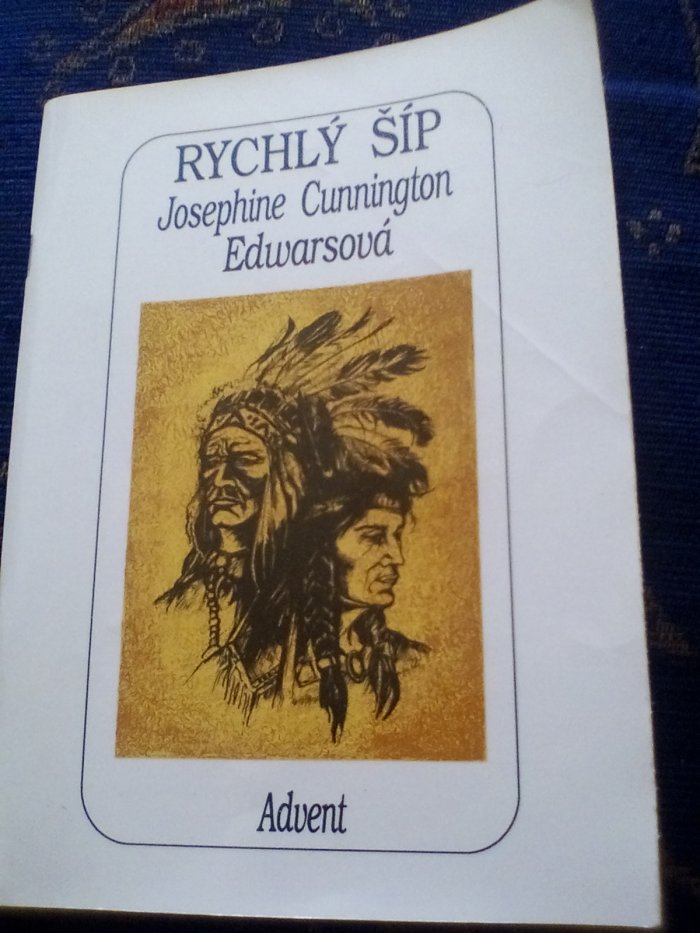 RYCHLÝ ŠÍP
Josephine Cunnington
Edwarsová
Advent